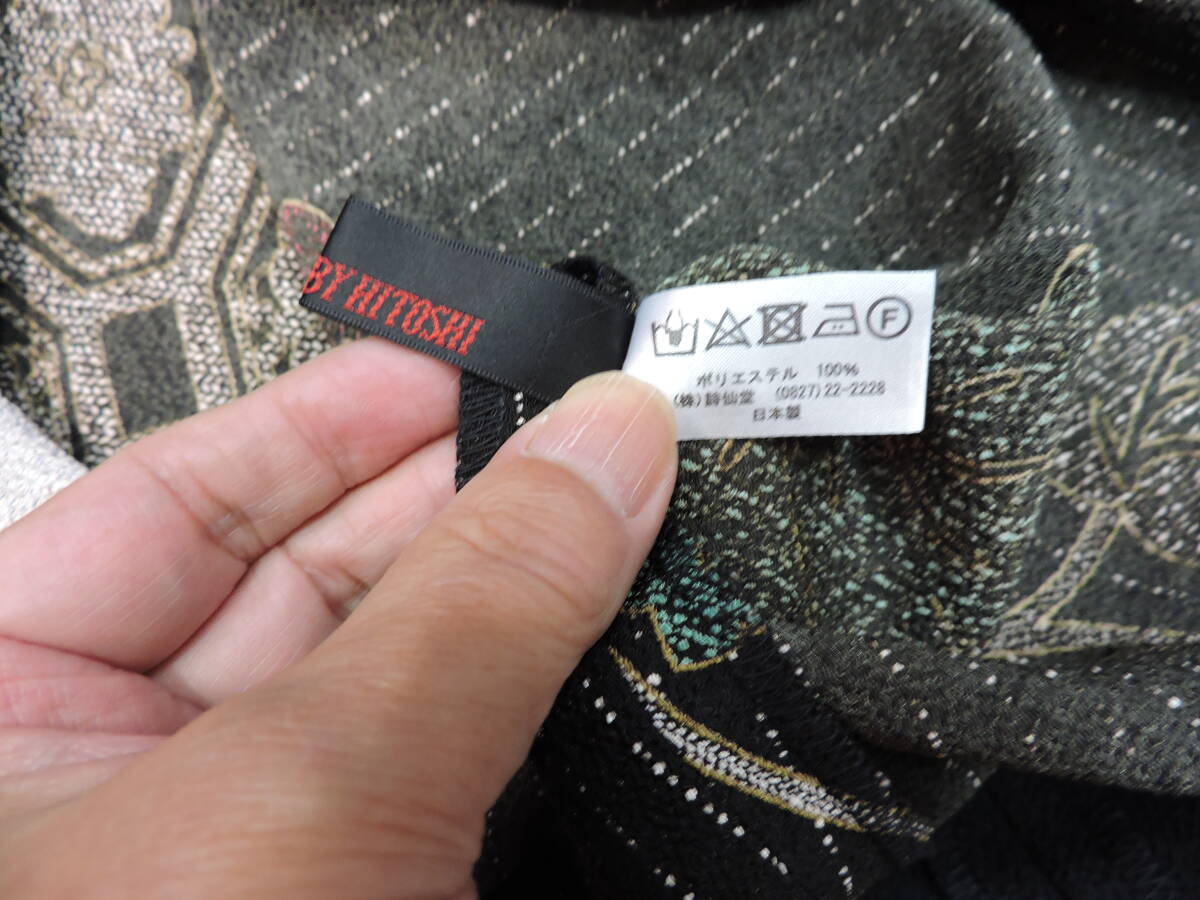 BY HITOSHI
F
ポリエステル 100%
(株)詩仙堂 (0827)22-2228
日本製